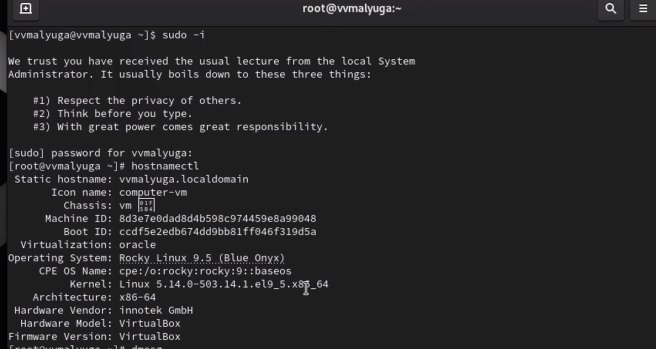 root@vvmalyuga:~
[vvmalyuga@vvmalyuga ~]$ sudo -i
We trust you have received the usual lecture from the local System
Administrator. It usually boils down to these three things:
#1) Respect the privacy of others.
#2) Think before you type.
#3) With great power comes great responsibility.
[sudo] password for vvmalyuga:
[root@vvmalyuga ~]# hostnamectl
Static hostname: vvmalyuga.localdomain
Icon name: computer-vm
Chassis: vm
Machine ID: 8d3e7e0dad8d4b598c974459e8a99048
Boot ID: ccdf5e2edb674dd9bb81ff046f319d5a
Virtualization: oracle
Operating System: Rocky Linux 9.5 (Blue Onyx)
CPE OS Name: cpe:/o:rocky:rocky:9::baseos
Kernel: Linux 5.14.0-503.14.1.el9_5.x86_64
Architecture: x86-64
Hardware Vendor: innotek GmbH
Hardware Model: VirtualBox
Firmware Version: VirtualBox
[root@vvmalyuga ~]# dmesg